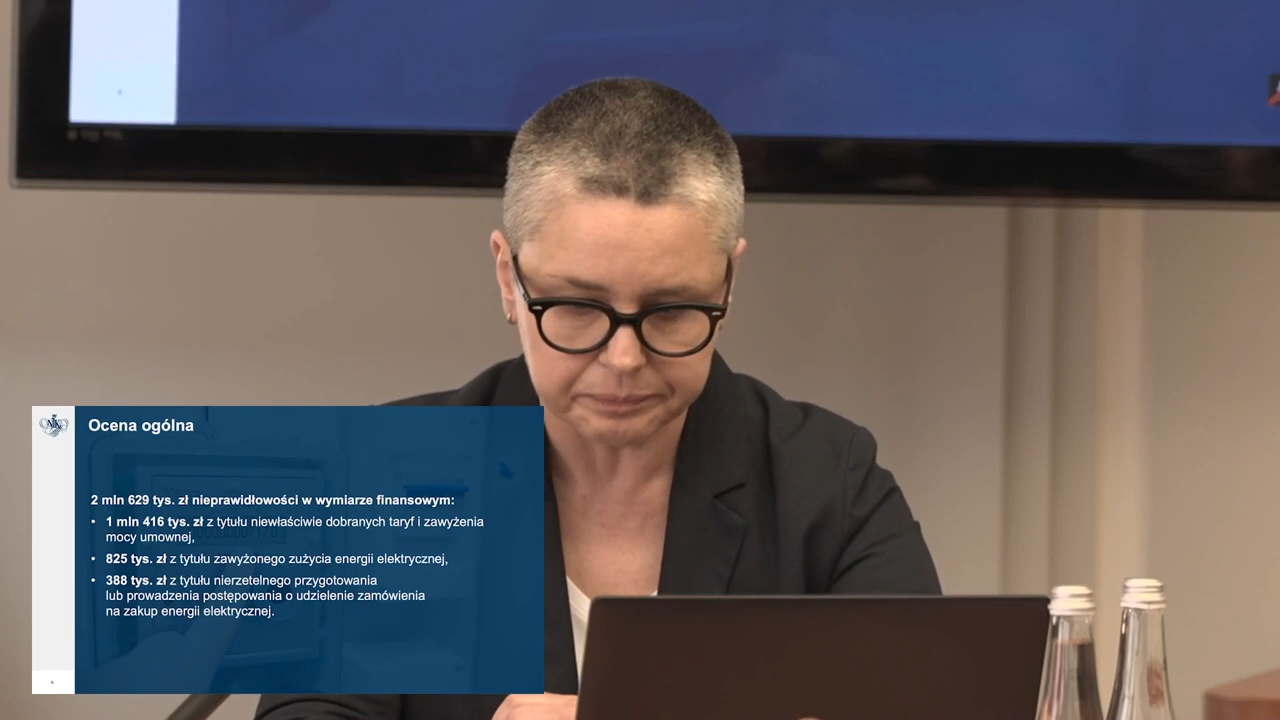 NIK
Ocena ogólna
2 mln 629 tys. zł nieprawidłowości w wymiarze finansowym:
• 1 mln 416 tys. zł z tytułu niewłaściwie dobranych taryf i zawyżenia
mocy umownej,
• 825 tys. zł z tytułu zawyżonego zużycia energii elektrycznej,
• 388 tys. zł z tytułu nierzetelnego przygotowania
lub prowadzenia postępowania o udzielenie zamówienia
na zakup energii elektrycznej.